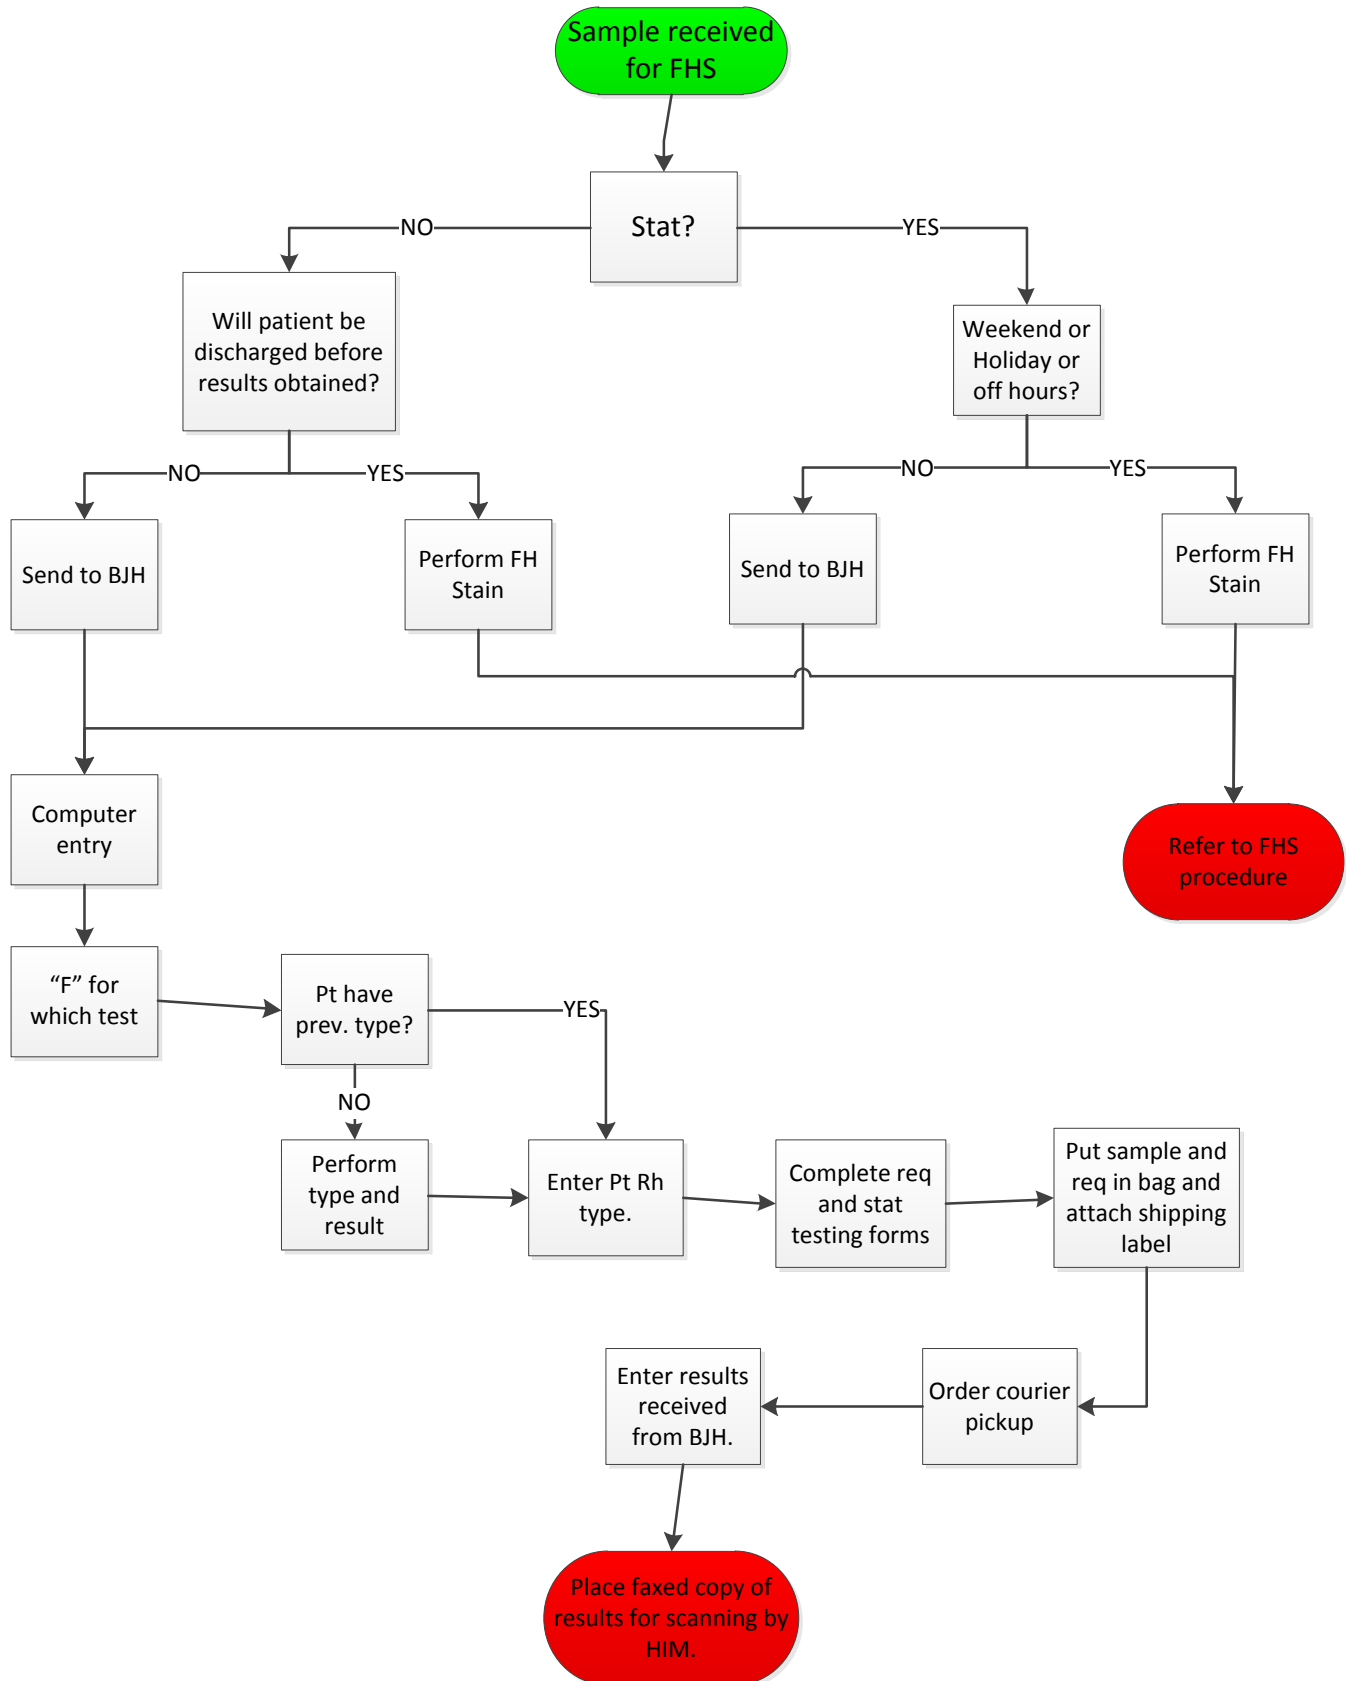 Sample received
for FHS
Stat?
NO
YES
Will patient be
discharged before
results obtained?
Weekend or
Holiday or
off hours?
NO
YES
NO
YES
Send to BJH
Perform FH
Stain
Send to BJH
Perform FH
Stain
Computer
entry
Refer to FHS
procedure
“F” for
which test
Pt have
prev. type?
YES
NO
Perform
type and
result
Enter Pt Rh
type.
Complete req
and stat
testing forms
Put sample and
req in bag and
attach shipping
label
Enter results
received
from BJH.
Order courier
pickup
Place faxed copy of
results for scanning by
HIM.